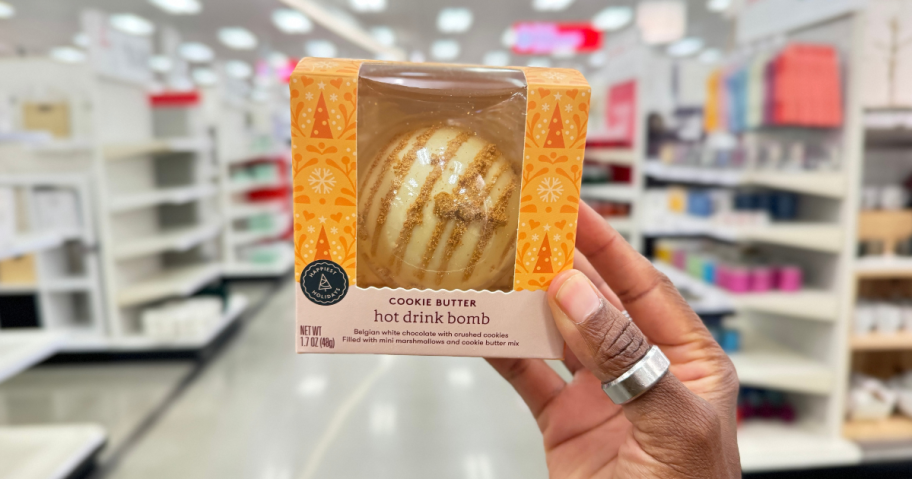 HAPPIEST
HOLIDAYS
COOKIE BUTTER
hot drink bomb
Belgian white chocolate with crushed cookies
Filled with mini marshmallows and cookie butter mix
NET WT
1.7 OZ (48g)